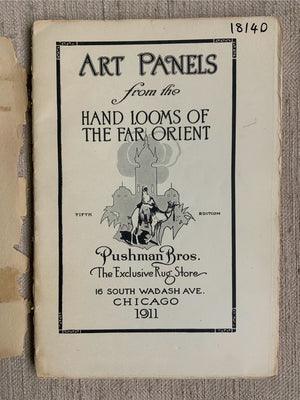 18140
ART PANELS
from the
HAND LOOMS OF
THE FAR ORIENT
FIFTH EDITION
Pushman Bros.
The Exclusive Rug Store
16 SOUTH WABASH AVE.
CHICAGO
1911